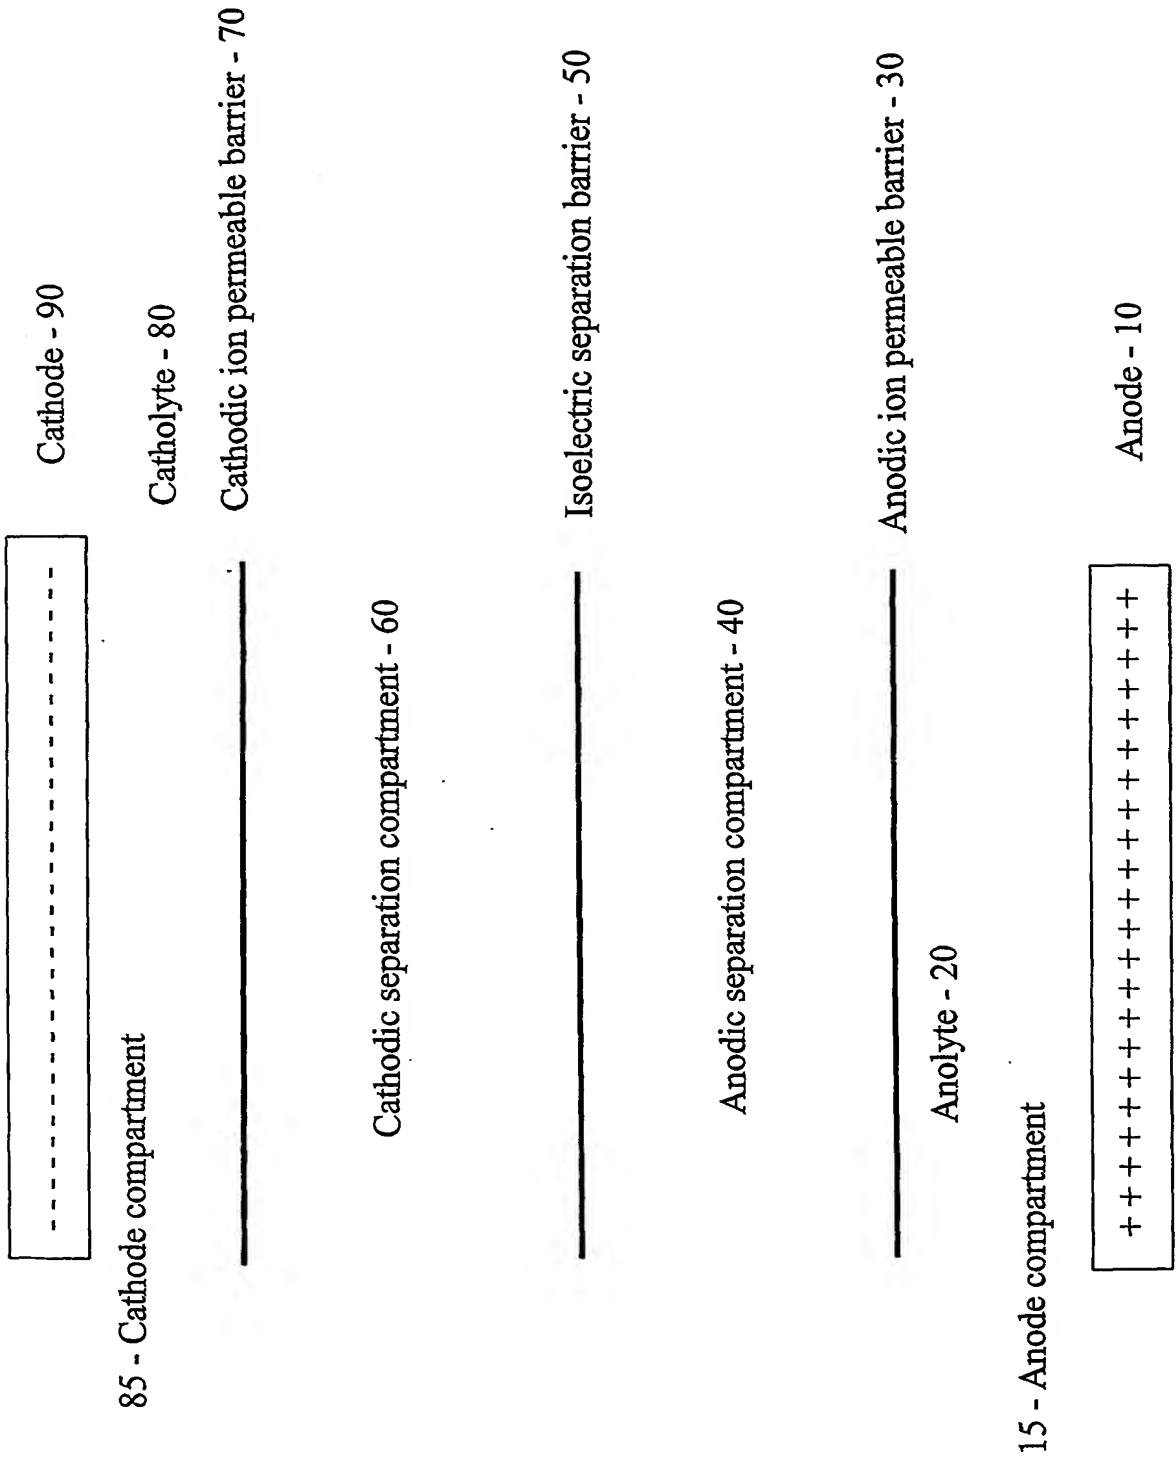 Cathode - 90
85 - Cathode compartment
Catholyte - 80
Cathodic ion permeable barrier - 70
Cathodic separation compartment - 60
Isoelectric separation barrier - 50
Anodic separation compartment - 40
Anodic ion permeable barrier - 30
Anolyte - 20
15 - Anode compartment
+ + + + + + + + + + + + + + + + + + + + + +
Anode - 10